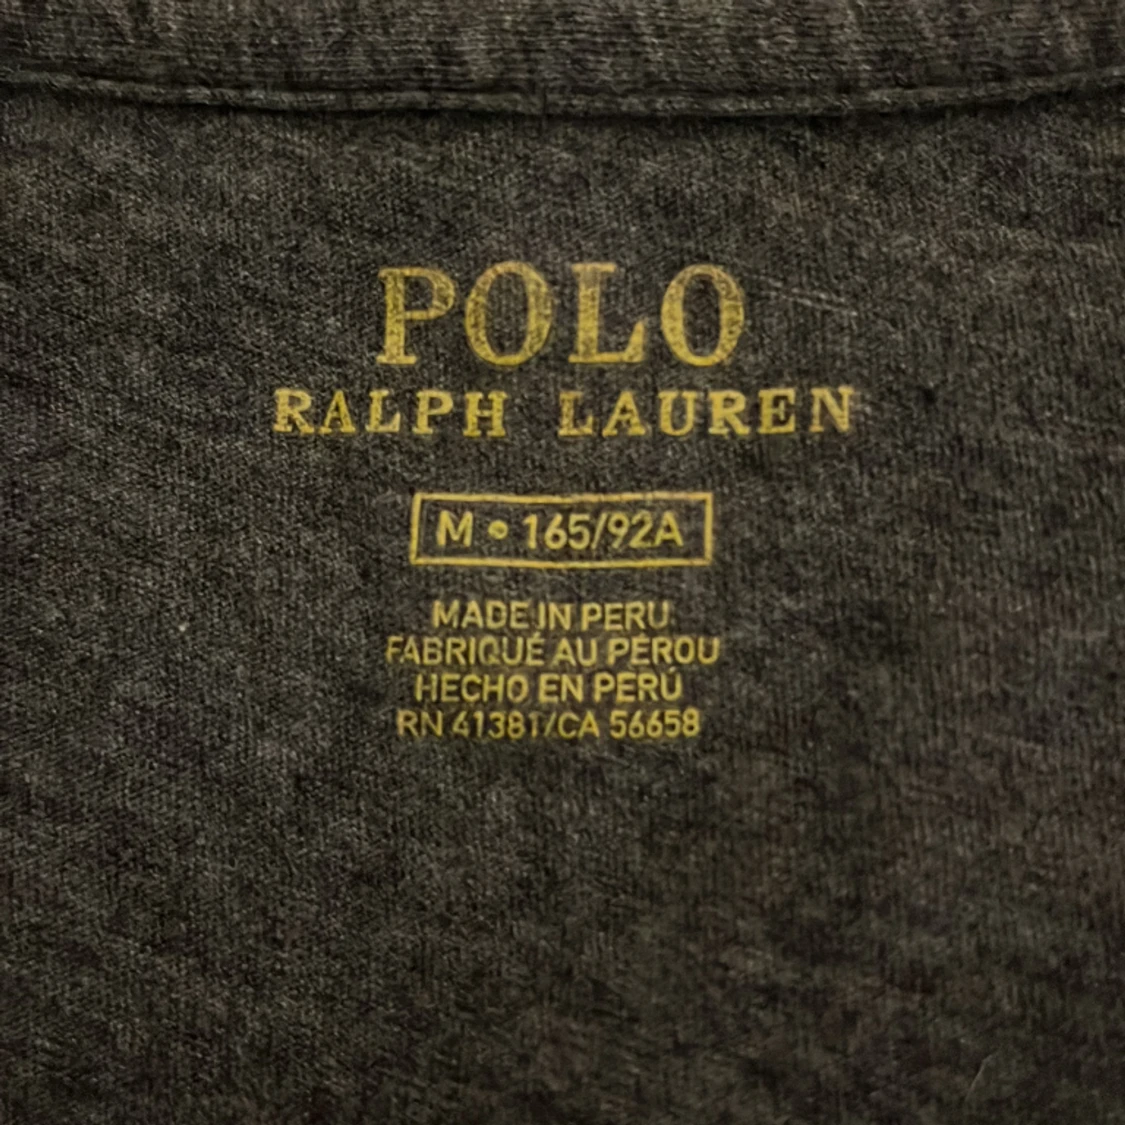 POLO
RALPH LAUREN
M • 165/92A
MADE IN PERU
FABRIQUÉ AU PÉROU
HECHO EN PERÚ
RN 41381/CA 56658